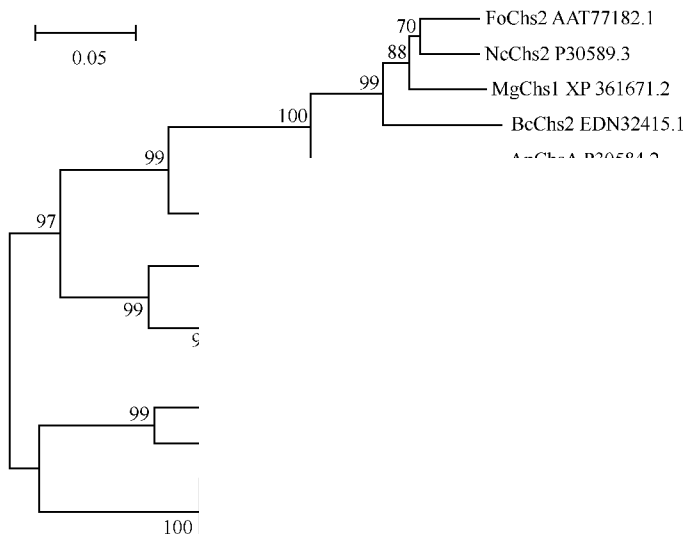 FoChs2 AAT77182.1
70
NcChs2 P30589.3
88
0.05
MgChs1 XP 361671.2
99
100
BcChs2 EDN32415.1
99
97
99
99
100